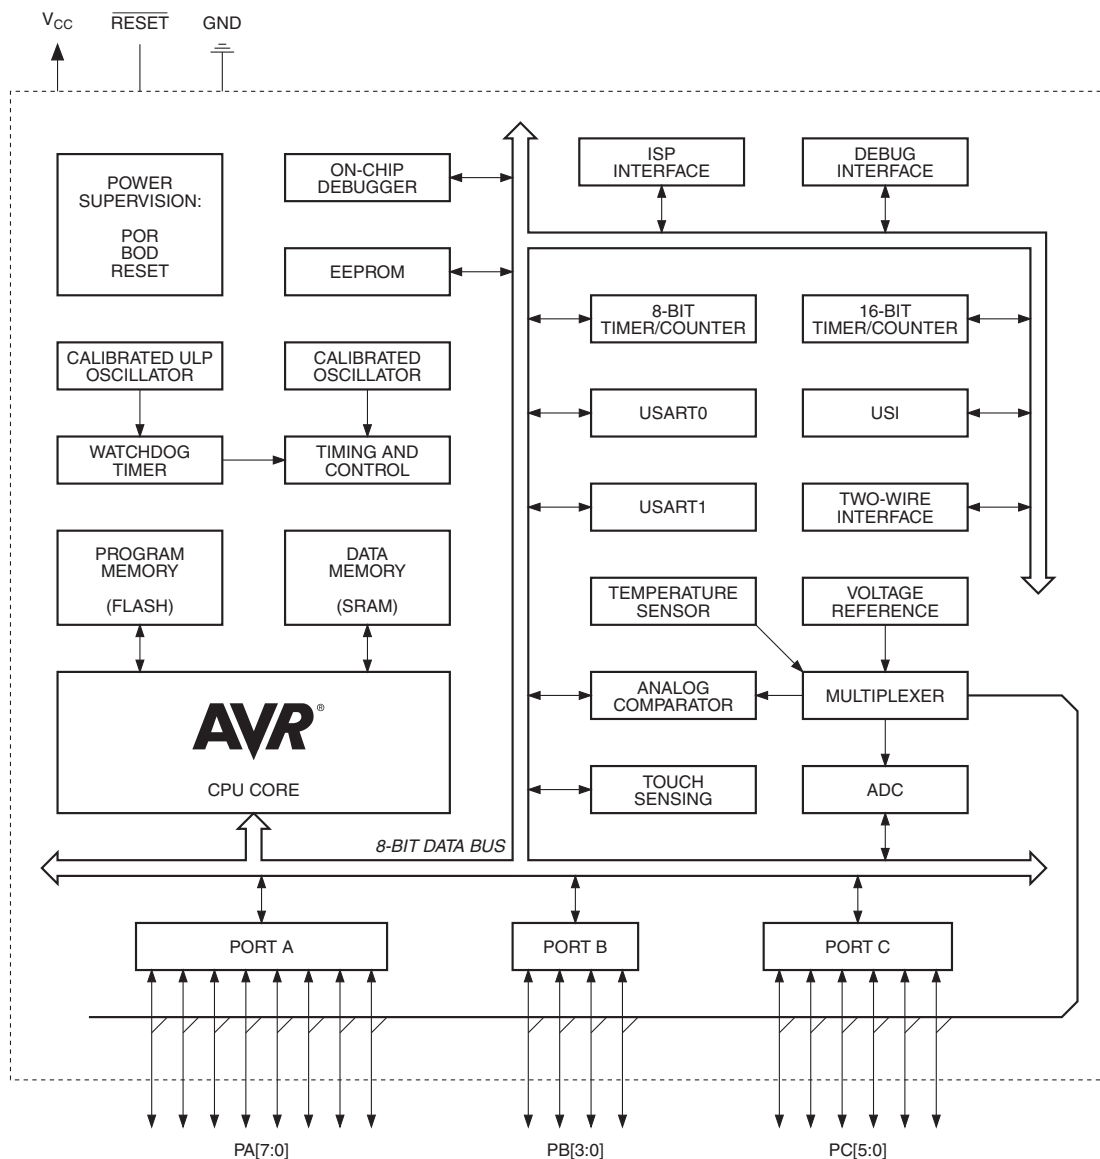 VCC
RESET
GND
POWER
SUPERVISION:
POR
BOD
RESET
ON-CHIP
DEBUGGER
ISP
INTERFACE
DEBUG
INTERFACE
EEPROM
8-BIT
TIMER/COUNTER
16-BIT
TIMER/COUNTER
CALIBRATED ULP
OSCILLATOR
CALIBRATED
OSCILLATOR
USART0
USI
WATCHDOG
TIMER
TIMING AND
CONTROL
USART1
TWO-WIRE
INTERFACE
PROGRAM
MEMORY
(FLASH)
DATA
MEMORY
(SRAM)
TEMPERATURE
SENSOR
VOLTAGE
REFERENCE
AVR®
CPU CORE
ANALOG
COMPARATOR
MULTIPLEXER
TOUCH
SENSING
ADC
8-BIT DATA BUS
PORT A
PORT B
PORT C
PA[7:0]
PB[3:0]
PC[5:0]